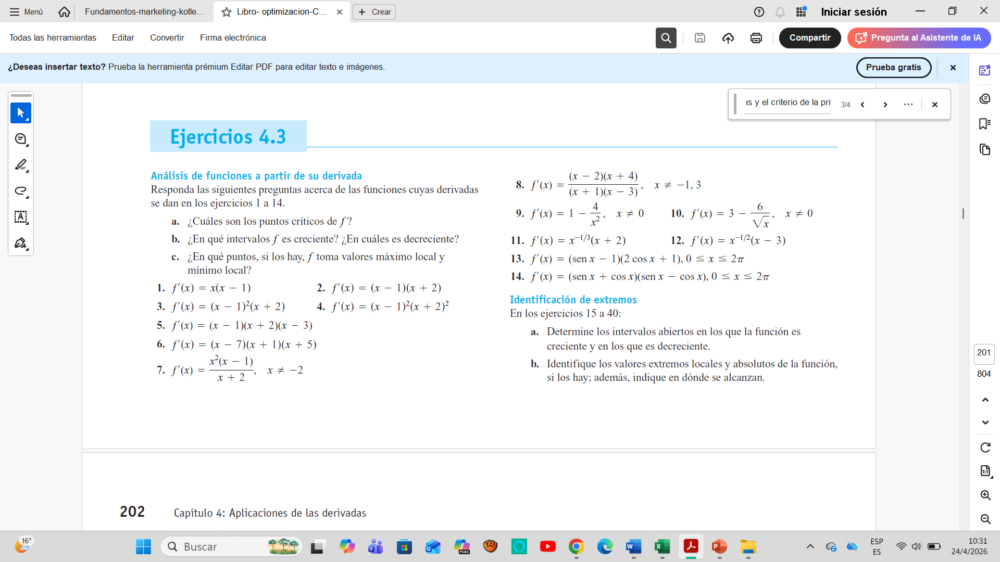 Menú
Fundamentos-marketing-kotle...
Libro- optimizacion-C...
Crear
Iniciar sesión
Todas las herramientas
Editar
Convertir
Firma electrónica
Compartir
Pregunta al Asistente de IA
¿Deseas insertar texto? Prueba la herramienta prémium Editar PDF para editar texto e imágenes.
Prueba gratis
as y el criterio de la pri
3/4
Ejercicios 4.3
Análisis de funciones a partir de su derivada
Responda las siguientes preguntas acerca de las funciones cuyas derivadas
se dan en los ejercicios 1 a 14.
a. ¿Cuáles son los puntos críticos de f?
b. ¿En qué intervalos f es creciente? ¿En cuáles es decreciente?
c. ¿En qué puntos, si los hay, f toma valores máximo local y
mínimo local?
1. f′(x) = x(x − 1)
2. f′(x) = (x − 1)(x + 2)
3. f′(x) = (x − 1)²(x + 2)
4. f′(x) = (x − 1)²(x + 2)²
5. f′(x) = (x − 1)(x + 2)(x − 3)
6. f′(x) = (x − 7)(x + 1)(x + 5)
7. f′(x) = x²(x − 1) / (x + 2), x ≠ −2
8. f′(x) = (x − 2)(x + 4) / (x + 1)(x − 3), x ≠ −1, 3
9. f′(x) = 1 − 4/x², x ≠ 0
10. f′(x) = 3 − 6/√x, x ≠ 0
11. f′(x) = x^(−1/3)(x + 2)
12. f′(x) = x^(−1/2)(x − 3)
13. f′(x) = (sen x − 1)(2 cos x + 1), 0 ≤ x ≤ 2π
14. f′(x) = (sen x + cos x)(sen x − cos x), 0 ≤ x ≤ 2π
Identificación de extremos
En los ejercicios 15 a 40:
a. Determine los intervalos abiertos en los que la función es
creciente y en los que es decreciente.
b. Identifique los valores extremos locales y absolutos de la función,
si los hay; además, indique en dónde se alcanzan.
201
804
202 Capítulo 4: Aplicaciones de las derivadas
16°
Buscar
M365
ESP
ES
10:31
24/4/2026